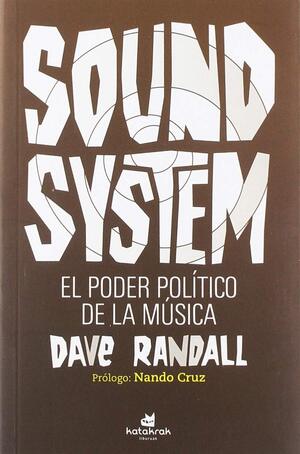 SOUND
SYSTEM
EL PODER POLÍTICO
DE LA MÚSICA
DAVE RANDALL
Prólogo: Nando Cruz
katakrak
liburuak